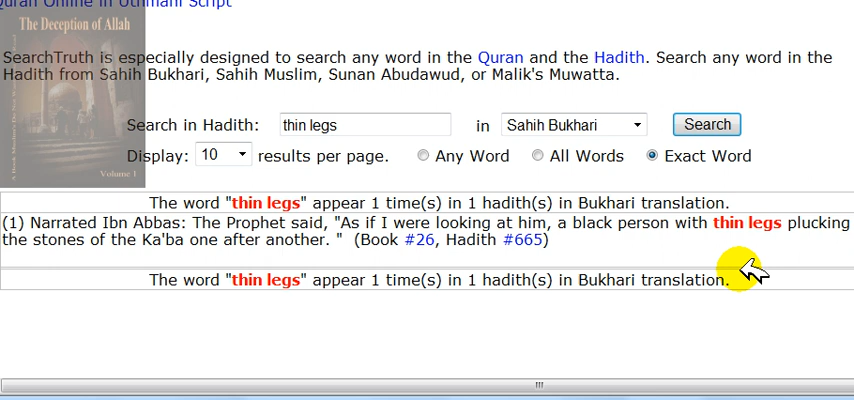 Quran Online in Uthmani Script
The Deception of Allah
Volume 1
SearchTruth is especially designed to search any word in the Quran and the Hadith. Search any word in the
Hadith from Sahih Bukhari, Sahih Muslim, Sunan Abudawud, or Malik's Muwatta.
Search in Hadith: thin legs in Sahih Bukhari Search
Display: 10 results per page. Any Word All Words Exact Word
The word "thin legs" appear 1 time(s) in 1 hadith(s) in Bukhari translation.
(1) Narrated Ibn Abbas: The Prophet said, "As if I were looking at him, a black person with thin legs plucking
the stones of the Ka'ba one after another. " (Book #26, Hadith #665)
The word "thin legs" appear 1 time(s) in 1 hadith(s) in Bukhari translation.